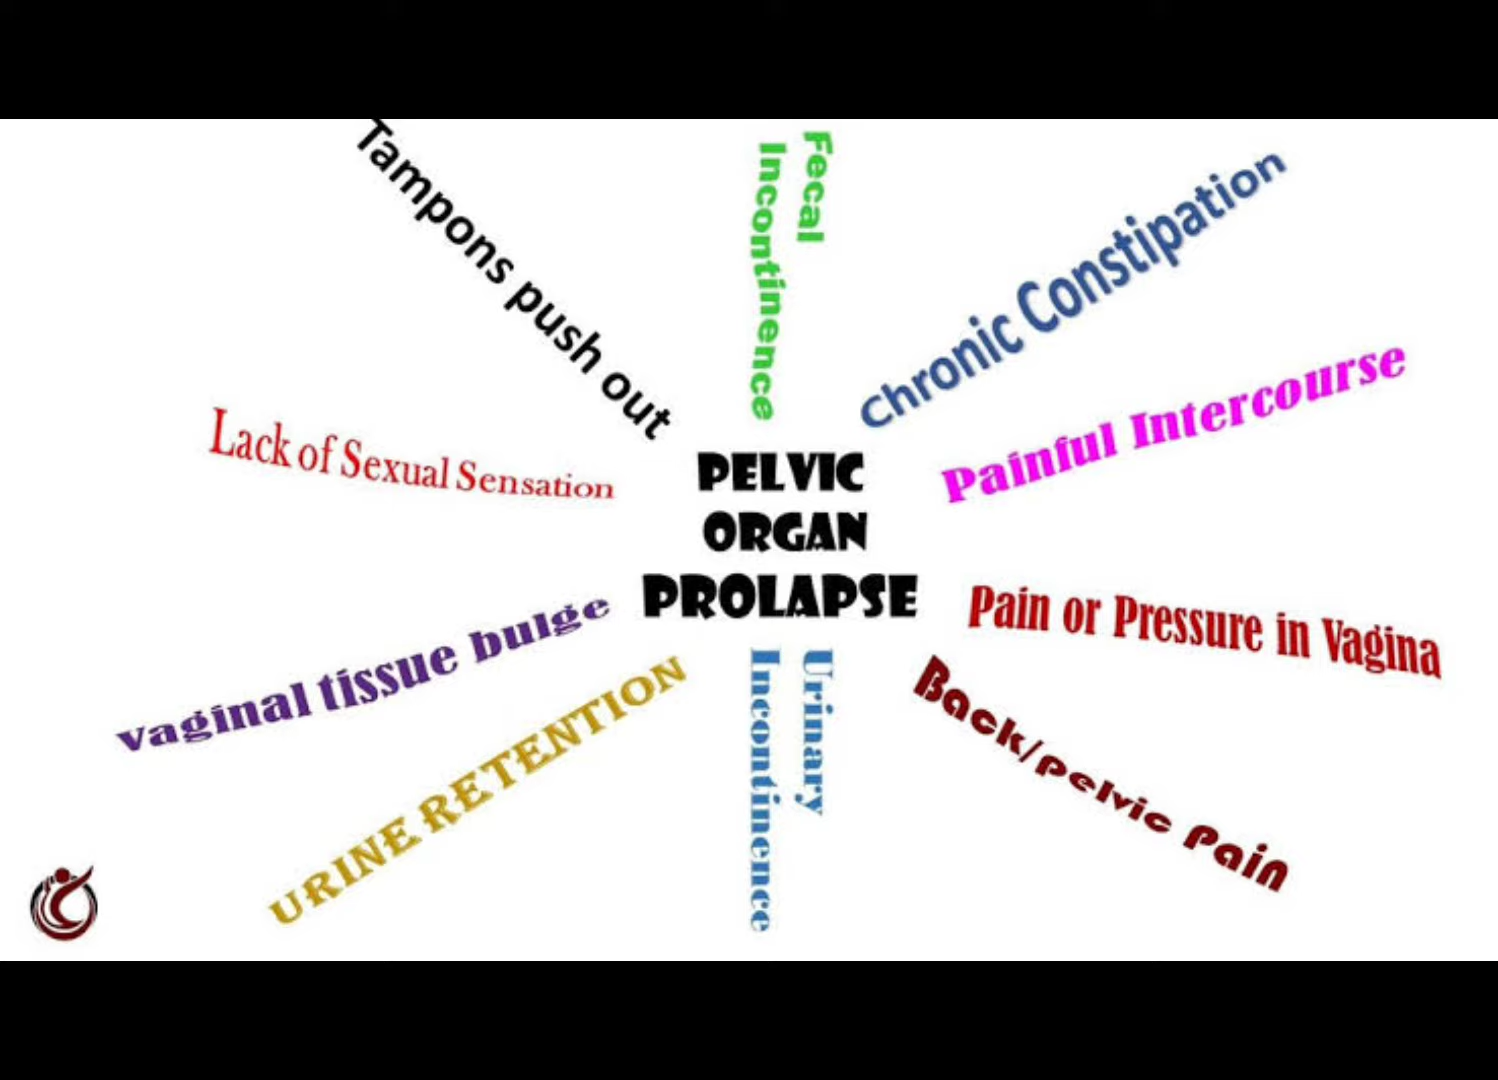 Tampons push out
Fecal
Incontinence
Chronic Constipation
Painful Intercourse
Lack of Sexual Sensation
PELVIC
ORGAN
PROLAPSE
Pain or Pressure in Vagina
vaginal tissue bulge
URINE RETENTION
Urinary
Incontinence
Back/pelvic Pain